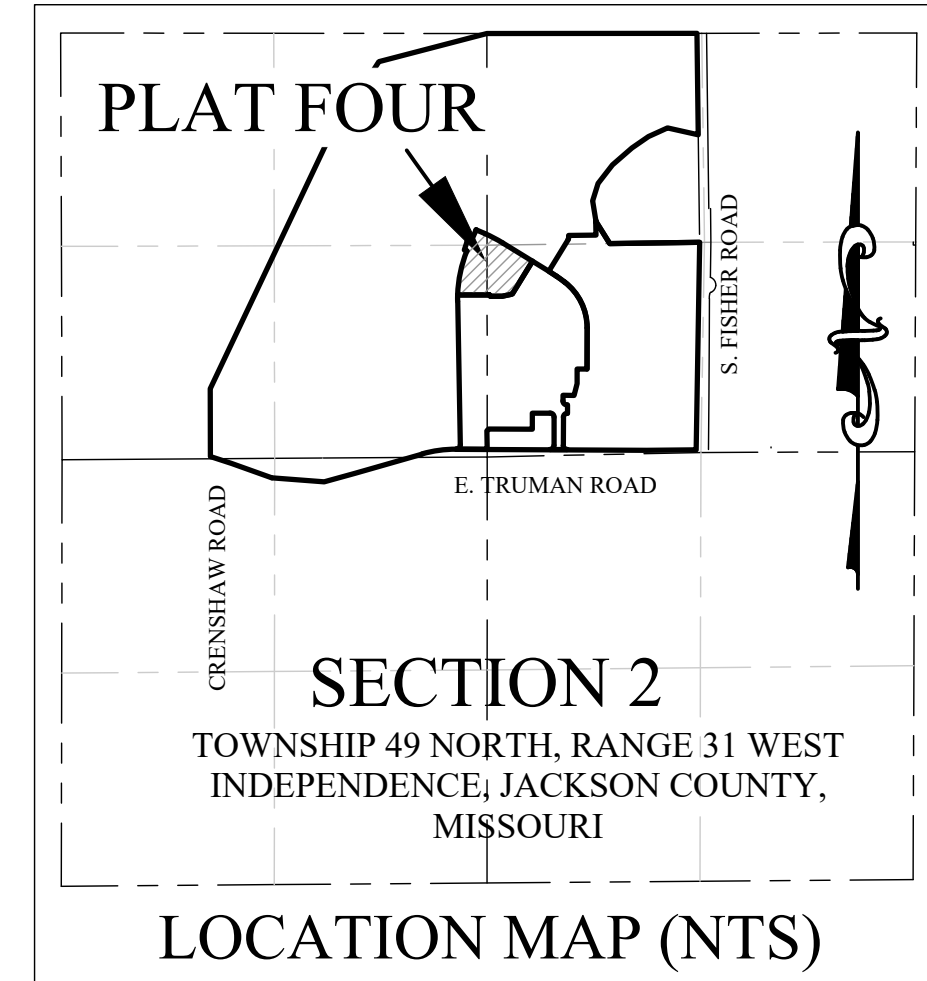 PLAT FOUR
S. FISHER ROAD
E. TRUMAN ROAD
CRENSHAW ROAD
SECTION 2
TOWNSHIP 49 NORTH, RANGE 31 WEST
INDEPENDENCE, JACKSON COUNTY,
MISSOURI
LOCATION MAP (NTS)